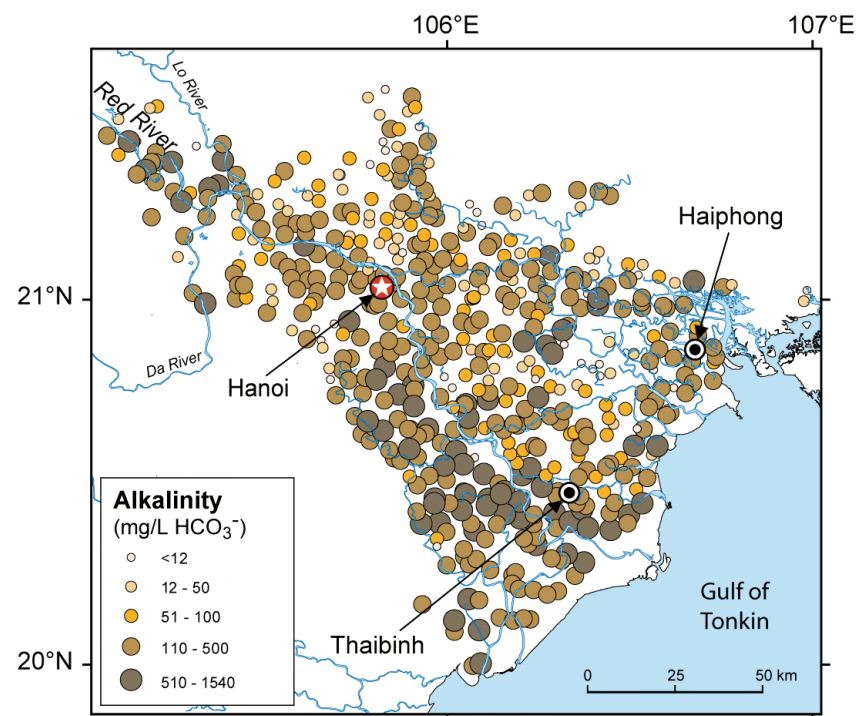 106°E
107°E
Lo River
Red River
Haiphong
21°N
Da River
Hanoi
Alkalinity
(mg/L HCO₃⁻)
<12
12 - 50
51 - 100
110 - 500
510 - 1540
Gulf of
Tonkin
Thaibinh
20°N
0 25 50 km